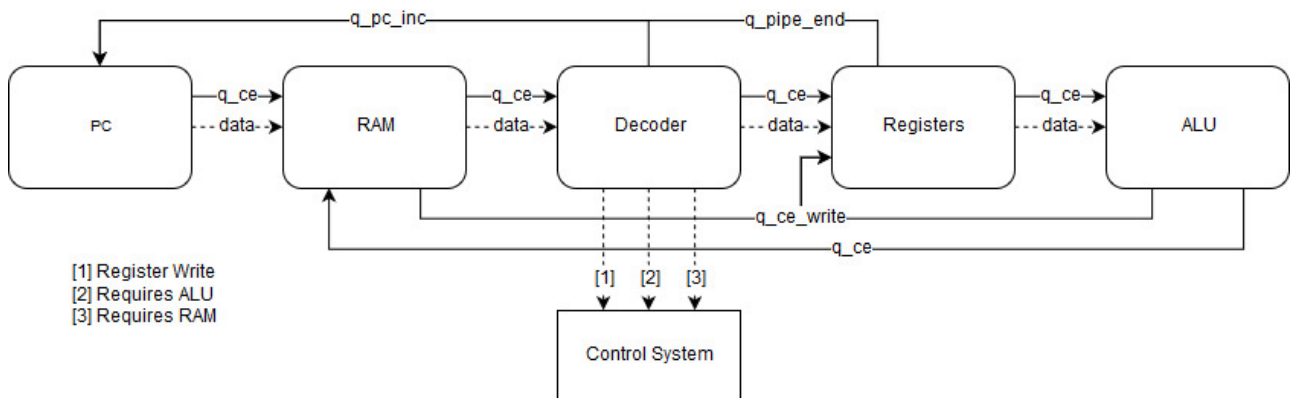 q_pc_inc q_pipe_end
PC q_ce RAM q_ce Decoder q_ce Registers q_ce ALU
data data data data
q_ce_write
q_ce
[1] Register Write
[2] Requires ALU
[3] Requires RAM
[1] [2] [3]
Control System